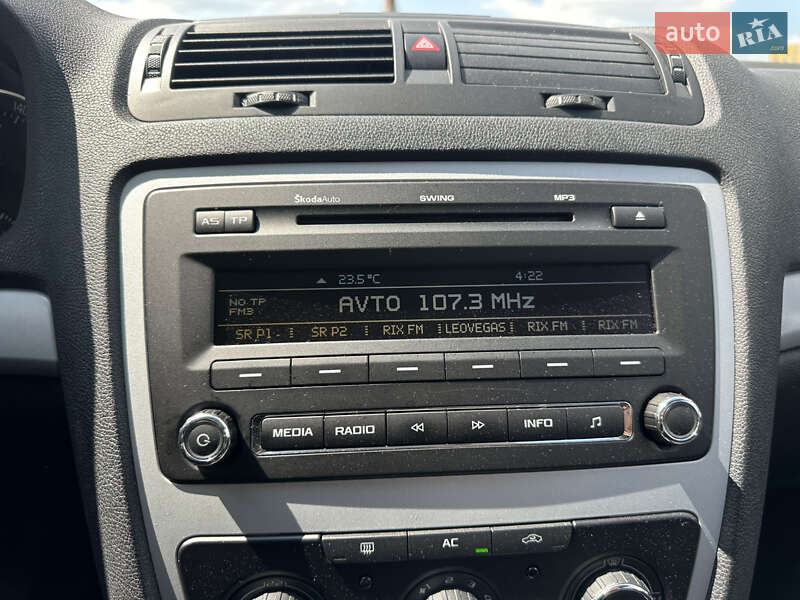 auto RIA.com
ŠkodaAuto SWING MP3
AS TP
23.5 °C 4:22
NO TP AVTO 107.3 MHz
FM3
SR P1 SR P2 RIX FM LEOVEGAS RIX FM RIX FM
MEDIA RADIO INFO
AC